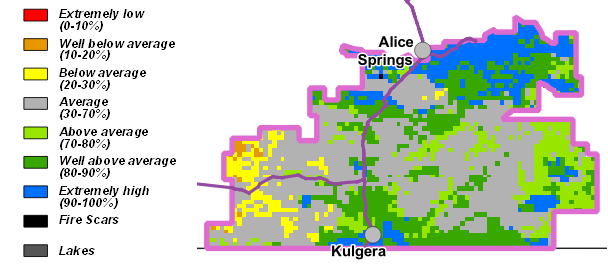 Extremely low
(0-10%)
Well below average
(10-20%)
Below average
(20-30%)
Average
(30-70%)
Above average
(70-80%)
Well above average
(80-90%)
Extremely high
(90-100%)
Fire Scars
Lakes
Alice
Springs
Kulgera